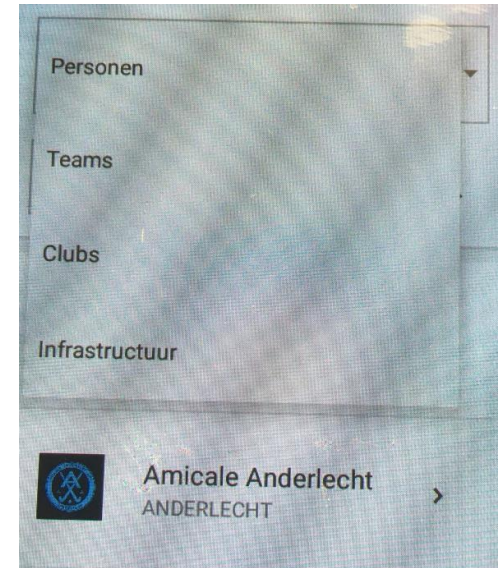 Personen
Teams
Clubs
Infrastructuur
Amicale Anderlecht
ANDERLECHT